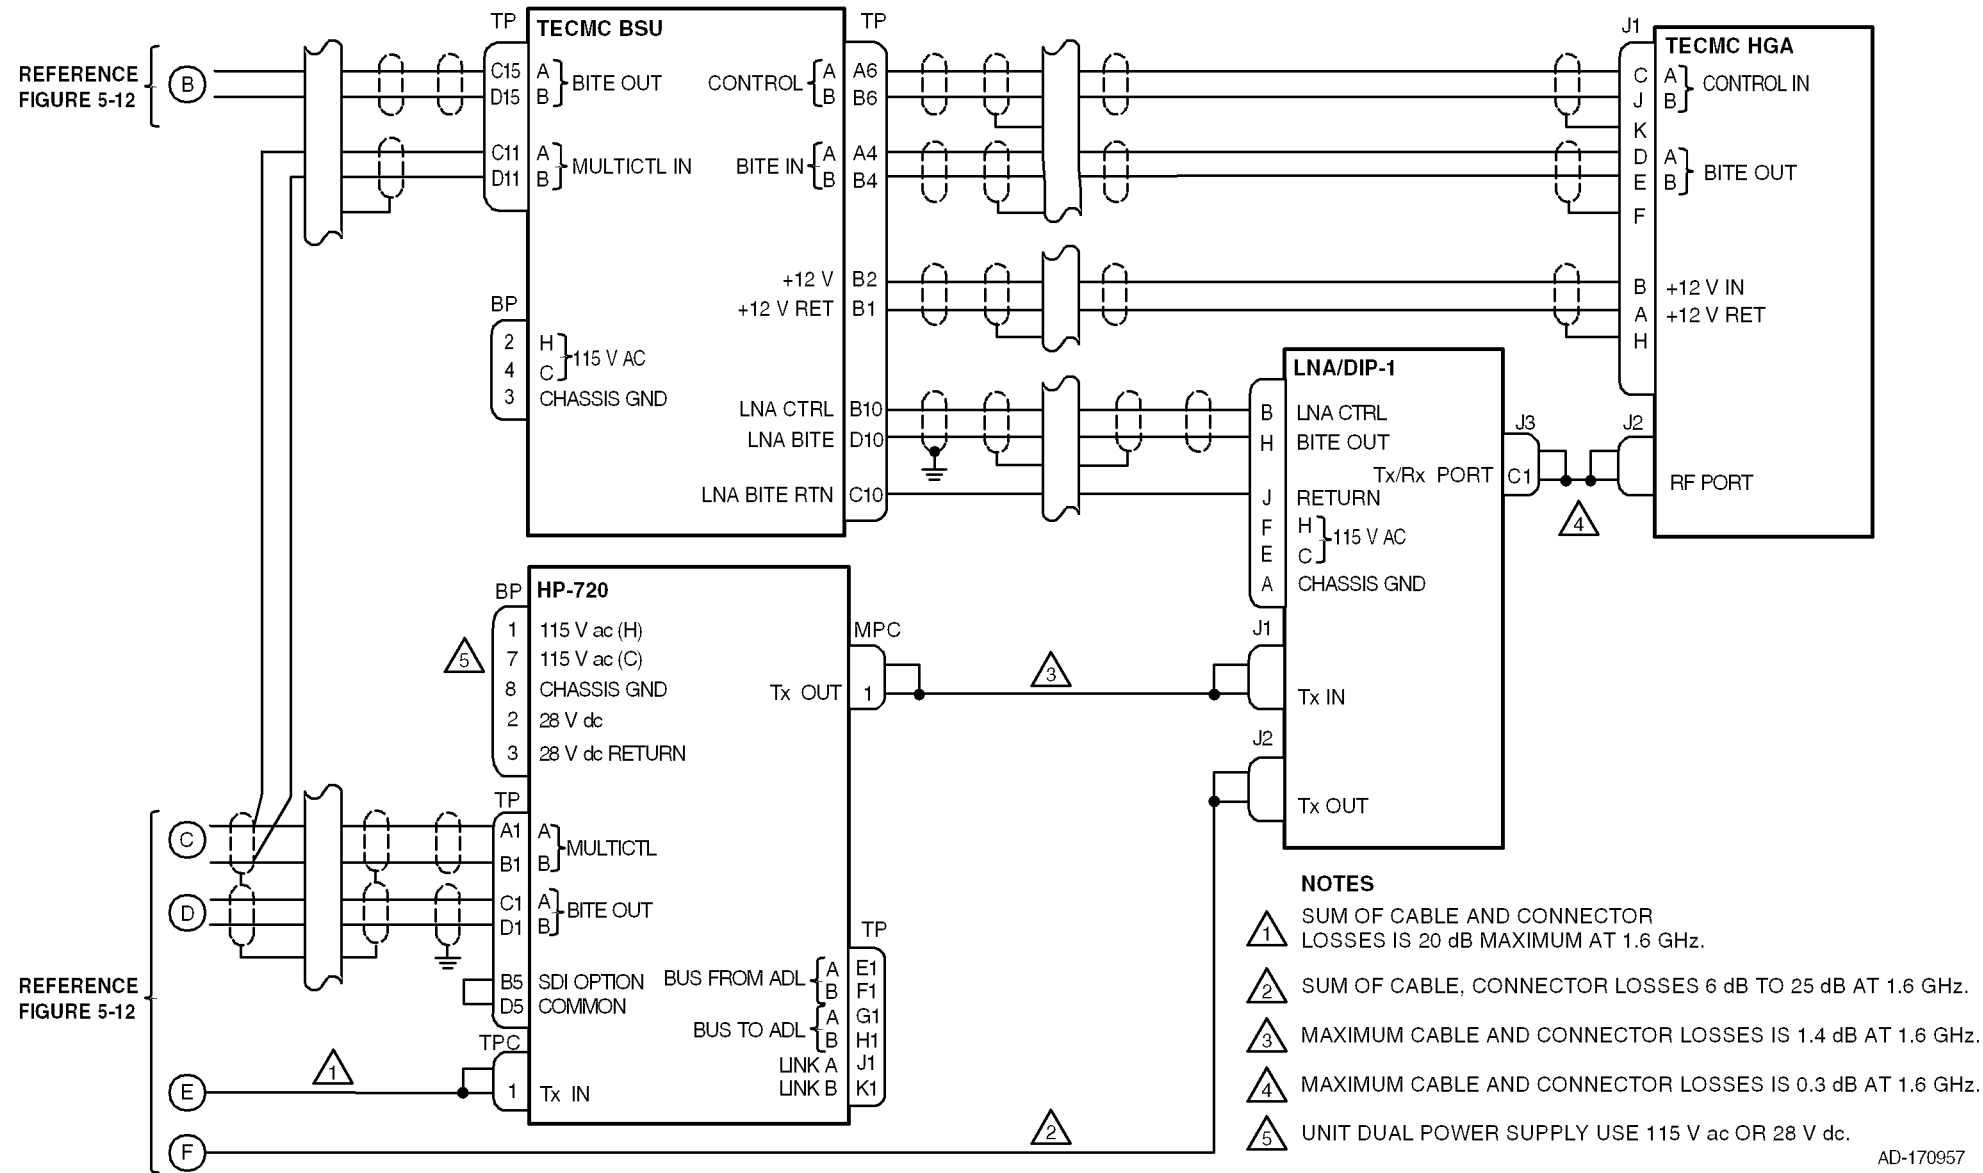 REFERENCE
FIGURE 5-12
B
TP
TECMC BSU
TP
C15 A
D15 B
BITE OUT
C11 A
D11 B
MULTICTL IN
CONTROL
A A6
B B6
BITE IN
A A4
B B4
+12 V B2
+12 V RET B1
BP
2 H
4 C
115 V AC
3 CHASSIS GND
LNA CTRL B10
LNA BITE D10
LNA BITE RTN C10
J1
TECMC HGA
C A
J B
CONTROL IN
K
D A
E B
BITE OUT
F
B +12 V IN
A +12 V RET
H
J2
RF PORT
LNA/DIP-1
B LNA CTRL
H BITE OUT
J3
Tx/Rx PORT C1
4
J RETURN
F H
E C
115 V AC
A CHASSIS GND
J1
Tx IN
J2
Tx OUT
BP
HP-720
5
1 115 V ac (H)
7 115 V ac (C)
8 CHASSIS GND
2 28 V dc
3 28 V dc RETURN
MPC
Tx OUT 1
3
TP
C
A1 A
B1 B
MULTICTL
D
C1 A
D1 B
BITE OUT
B5 SDI OPTION
D5 COMMON
REFERENCE
FIGURE 5-12
TP
BUS FROM ADL
A E1
B F1
BUS TO ADL
A G1
B H1
LINK A J1
LINK B K1
TPC
E
1
1 Tx IN
F
2
NOTES
1 SUM OF CABLE AND CONNECTOR
LOSSES IS 20 dB MAXIMUM AT 1.6 GHz.
2 SUM OF CABLE, CONNECTOR LOSSES 6 dB TO 25 dB AT 1.6 GHz.
3 MAXIMUM CABLE AND CONNECTOR LOSSES IS 1.4 dB AT 1.6 GHz.
4 MAXIMUM CABLE AND CONNECTOR LOSSES IS 0.3 dB AT 1.6 GHz.
5 UNIT DUAL POWER SUPPLY USE 115 V ac OR 28 V dc.
AD-170957